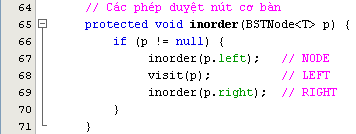 64 // Các phép duyệt nút cơ bản
65 protected void inorder(BSTNode<T> p) {
66 if (p != null) {
67 inorder(p.left); // NODE
68 visit(p); // LEFT
69 inorder(p.right); // RIGHT
70 }
71 }